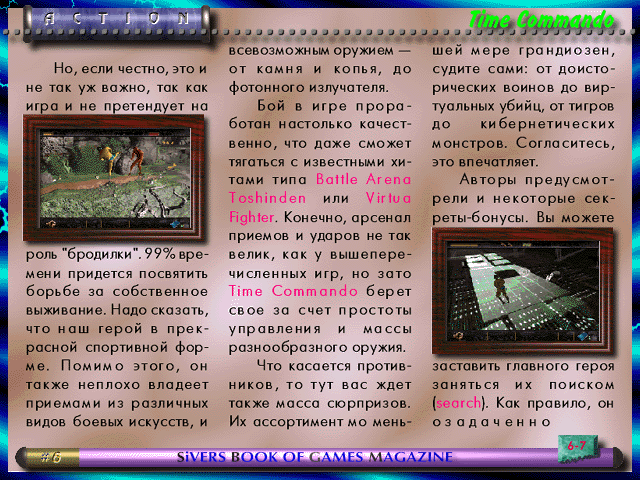 ACTION
Time Commando
Но, если честно, это и
не так уж важно, так как
игра и не претендует на
роль "бродилки". 99% вре-
мени придется посвятить
борьбе за собственное
выживание. Надо сказать,
что наш герой в прек-
расной спортивной фор-
ме. Помимо этого, он
также неплохо владеет
приемами из различных
видов боевых искусств, и
всевозможным оружием —
от камня и копья, до
фотонного излучателя.
Бой в игре прора-
ботан настолько качест-
венно, что даже сможет
тягаться с известными хи-
тами типа Battle Arena
Toshinden или Virtua
Fighter. Конечно, арсенал
приемов и ударов не так
велик, как у вышепере-
численных игр, но зато
Time Commando берет
свое за счет простоты
управления и массы
разнообразного оружия.
Что касается против-
ников, то тут вас ждет
также масса сюрпризов.
Их ассортимент мо мень-
шей мере грандиозен,
судите сами: от доисто-
рических воинов до вир-
туальных убийц, от тигров
до кибернетических
монстров. Согласитесь,
это впечатляет.
Авторы предусмот-
рели и некоторые сек-
реты-бонусы. Вы можете
заставить главного героя
заняться их поиском
(search). Как правило, он
озадаченно
#6
SiVERS BOOK OF GAMES MAGAZINE
6-7